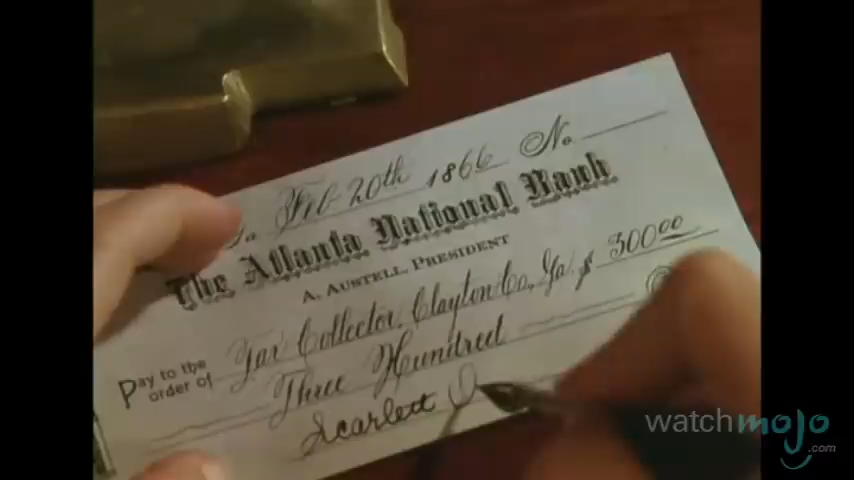 Ga Feb 20th 1866 No.
The Atlanta National Bank
A. Austell, President
Pay to the order of Tax Collector, Clayton Co, Ga. $ 300.00
Three Hundred
Scarlett O
watchmojo.com